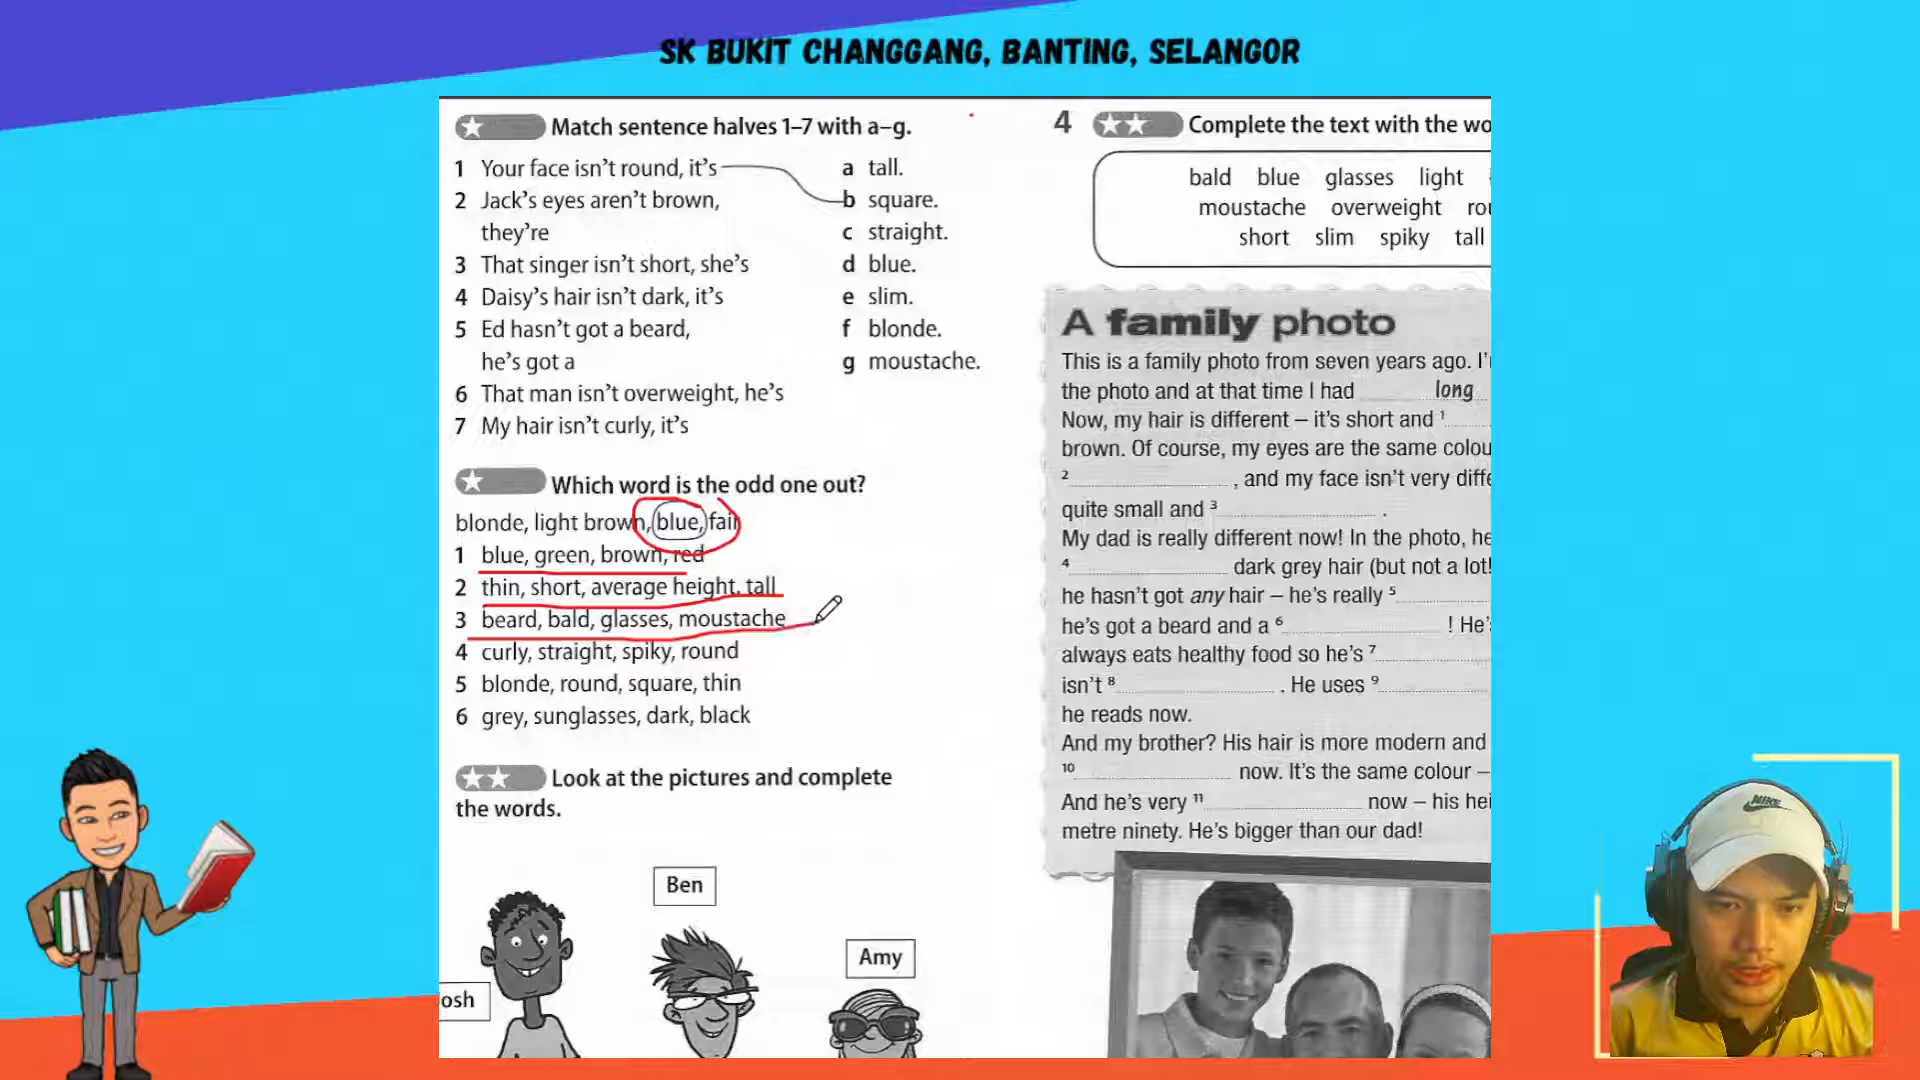 SK BUKIT CHANGGANG, BANTING, SELANGOR
Match sentence halves 1–7 with a–g.
1 Your face isn't round, it's
2 Jack's eyes aren't brown,
they're
3 That singer isn't short, she's
4 Daisy's hair isn't dark, it's
5 Ed hasn't got a beard,
he's got a
6 That man isn't overweight, he's
7 My hair isn't curly, it's
a tall.
b square.
c straight.
d blue.
e slim.
f blonde.
g moustache.
Which word is the odd one out?
blonde, light brown, blue, fair
1 blue, green, brown, red
2 thin, short, average height, tall
3 beard, bald, glasses, moustache
4 curly, straight, spiky, round
5 blonde, round, square, thin
6 grey, sunglasses, dark, black
Look at the pictures and complete
the words.
Ben
Amy
osh
4 Complete the text with the wo
bald blue glasses light
moustache overweight rou
short slim spiky tall
A family photo
This is a family photo from seven years ago. I'
the photo and at that time I had long
Now, my hair is different – it's short and 1
brown. Of course, my eyes are the same colou
2 , and my face isn't very diffe
quite small and 3 .
My dad is really different now! In the photo, he
4 dark grey hair (but not a lot!
he hasn't got any hair – he's really 5
he's got a beard and a 6 ! He'
always eats healthy food so he's 7
isn't 8 . He uses 9
he reads now.
And my brother? His hair is more modern and
10 now. It's the same colour –
And he's very 11 now – his hei
metre ninety. He's bigger than our dad!
NIKE